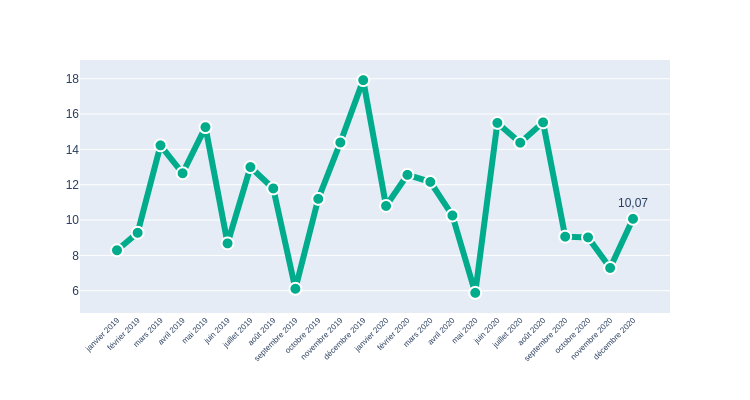 18
16
14
12
10
8
6
10,07
janvier 2019
février 2019
mars 2019
avril 2019
mai 2019
juin 2019
juillet 2019
août 2019
septembre 2019
octobre 2019
novembre 2019
décembre 2019
janvier 2020
février 2020
mars 2020
avril 2020
mai 2020
juin 2020
juillet 2020
août 2020
septembre 2020
octobre 2020
novembre 2020
décembre 2020